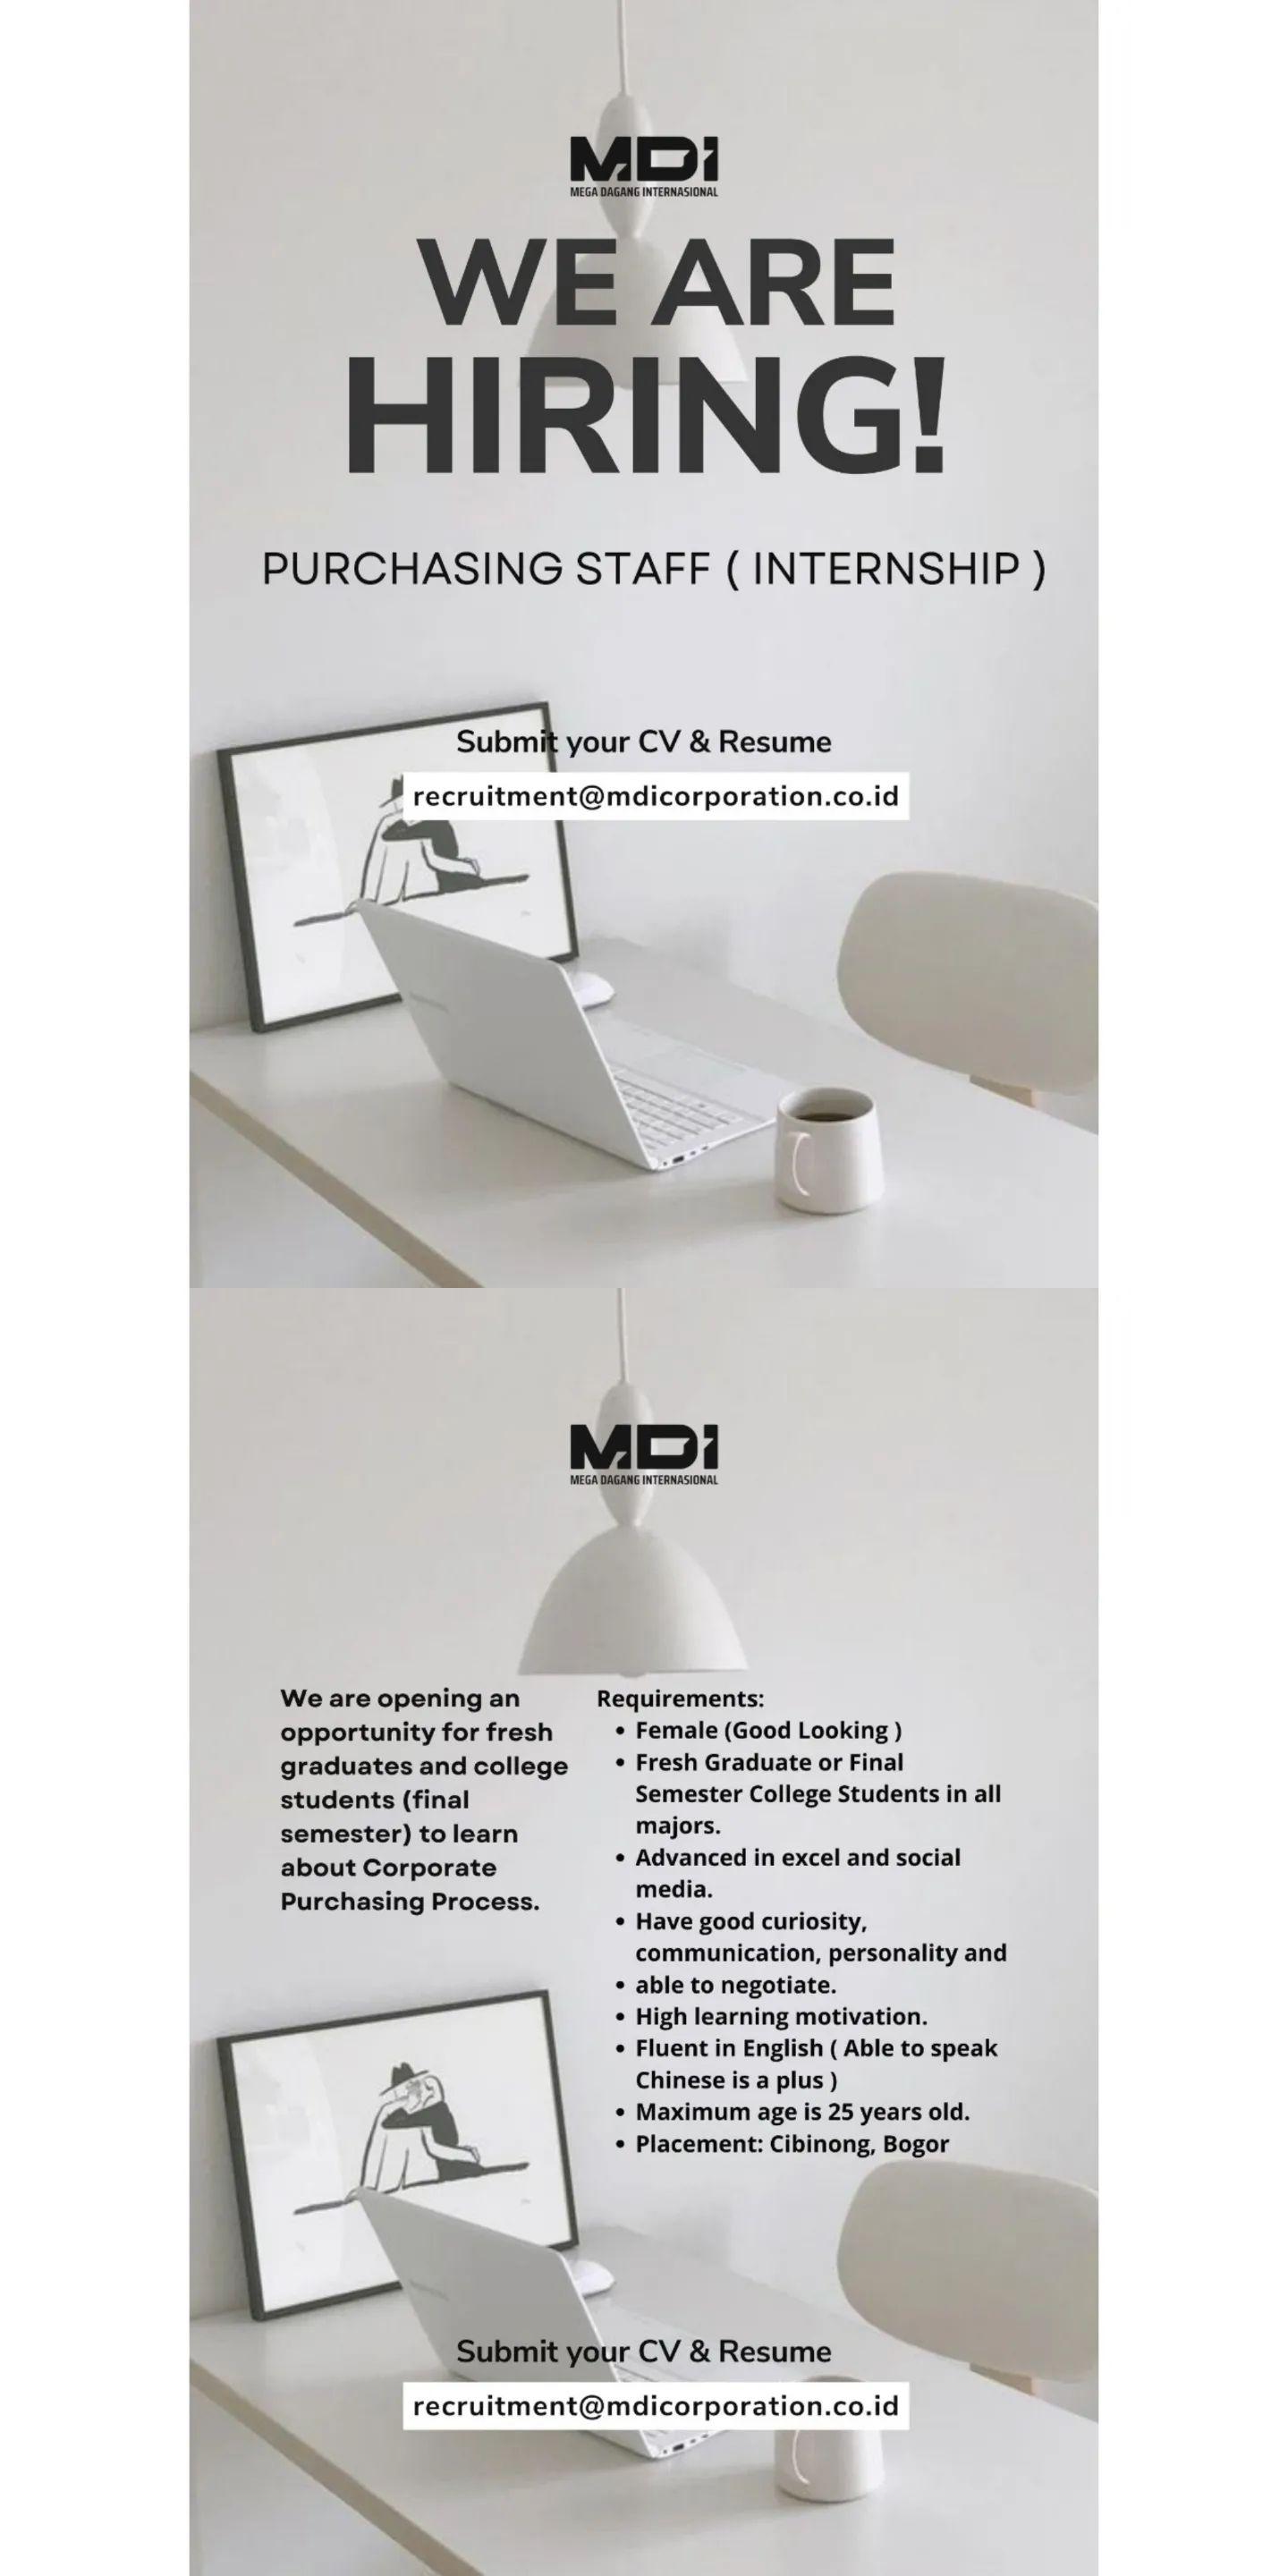 MDI
MEGA DAGANG INTERNASIONAL
WE ARE
HIRING!
PURCHASING STAFF ( INTERNSHIP )
Submit your CV & Resume
recruitment@mdicorporation.co.id
MDI
MEGA DAGANG INTERNASIONAL
We are opening an
opportunity for fresh
graduates and college
students (final
semester) to learn
about Corporate
Purchasing Process.
Requirements:
• Female (Good Looking )
• Fresh Graduate or Final
Semester College Students in all
majors.
• Advanced in excel and social
media.
• Have good curiosity,
communication, personality and
• able to negotiate.
• High learning motivation.
• Fluent in English ( Able to speak
Chinese is a plus )
• Maximum age is 25 years old.
• Placement: Cibinong, Bogor
Submit your CV & Resume
recruitment@mdicorporation.co.id